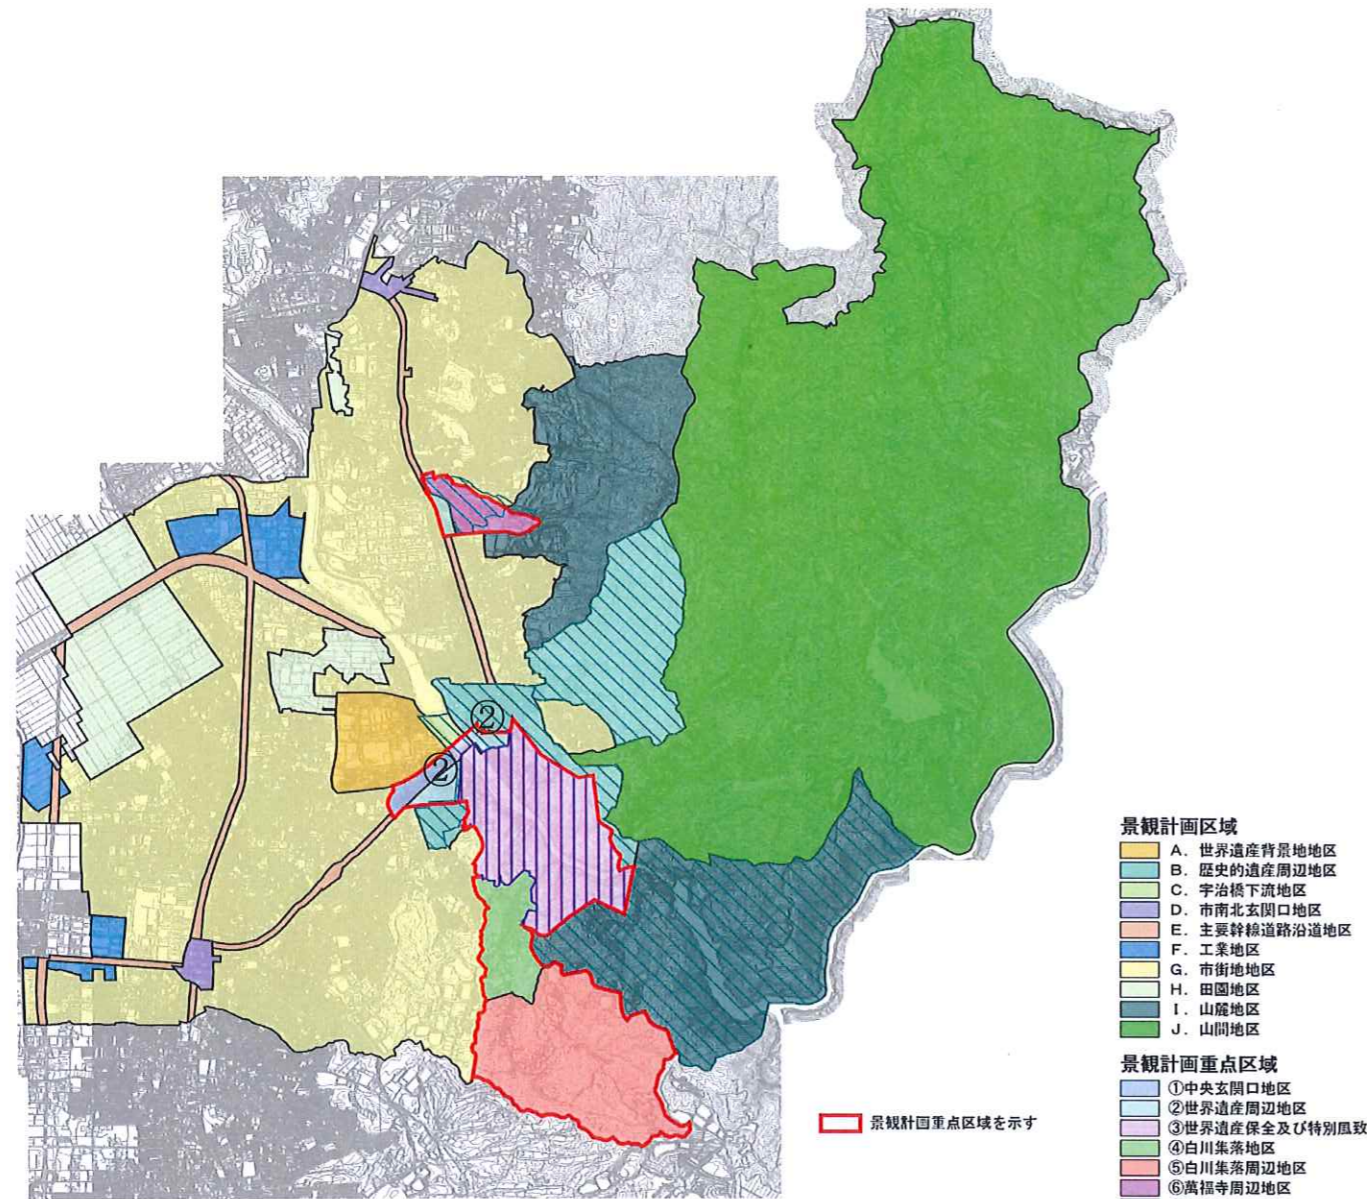 ②
②
景観計画区域
A．世界遺産背景地地区
B．歴史的遺産周辺地区
C．宇治橋下流地区
D．市南北玄関口地区
E．主要幹線道路沿道地区
F．工業地区
G．市街地地区
H．田園地区
I．山麓地区
J．山間地区
景観計画重点区域
①中央玄関口地区
②世界遺産周辺地区
③世界遺産保全及び特別風致
④白川集落地区
⑤白川集落周辺地区
⑥萬福寺周辺地区
景観計画重点区域を示す